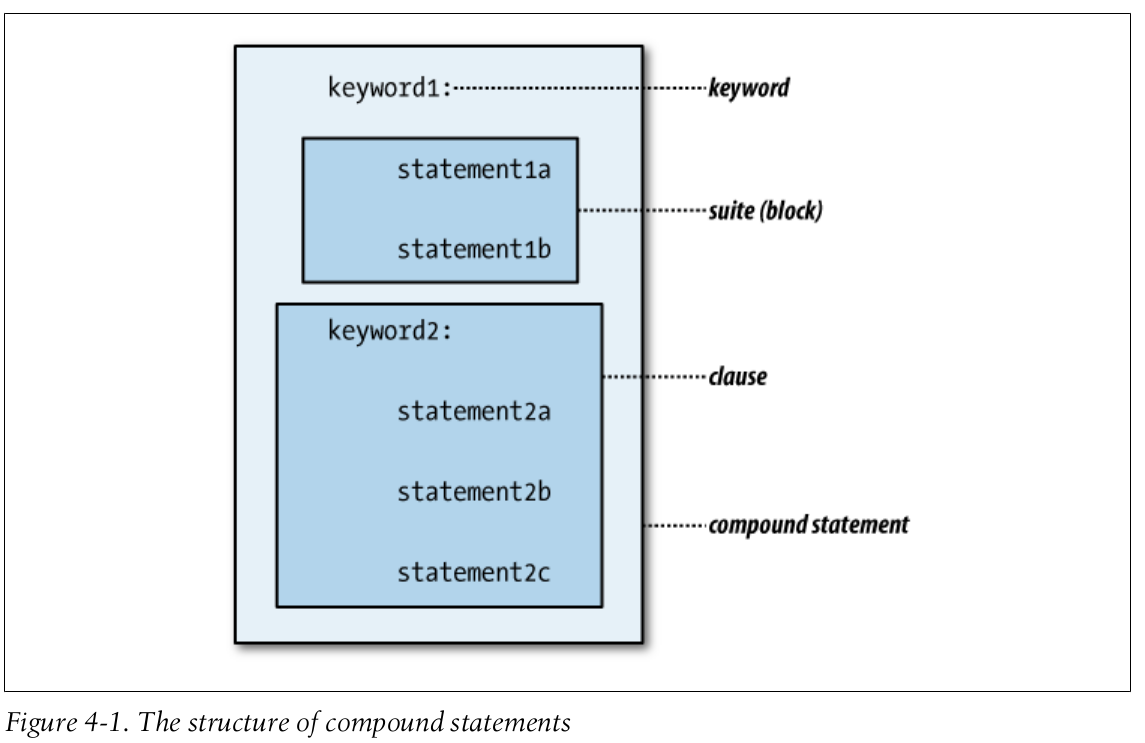 keyword1: keyword
statement1a
suite (block)
statement1b
keyword2:
clause
statement2a
statement2b
compound statement
statement2c
Figure 4-1. The structure of compound statements